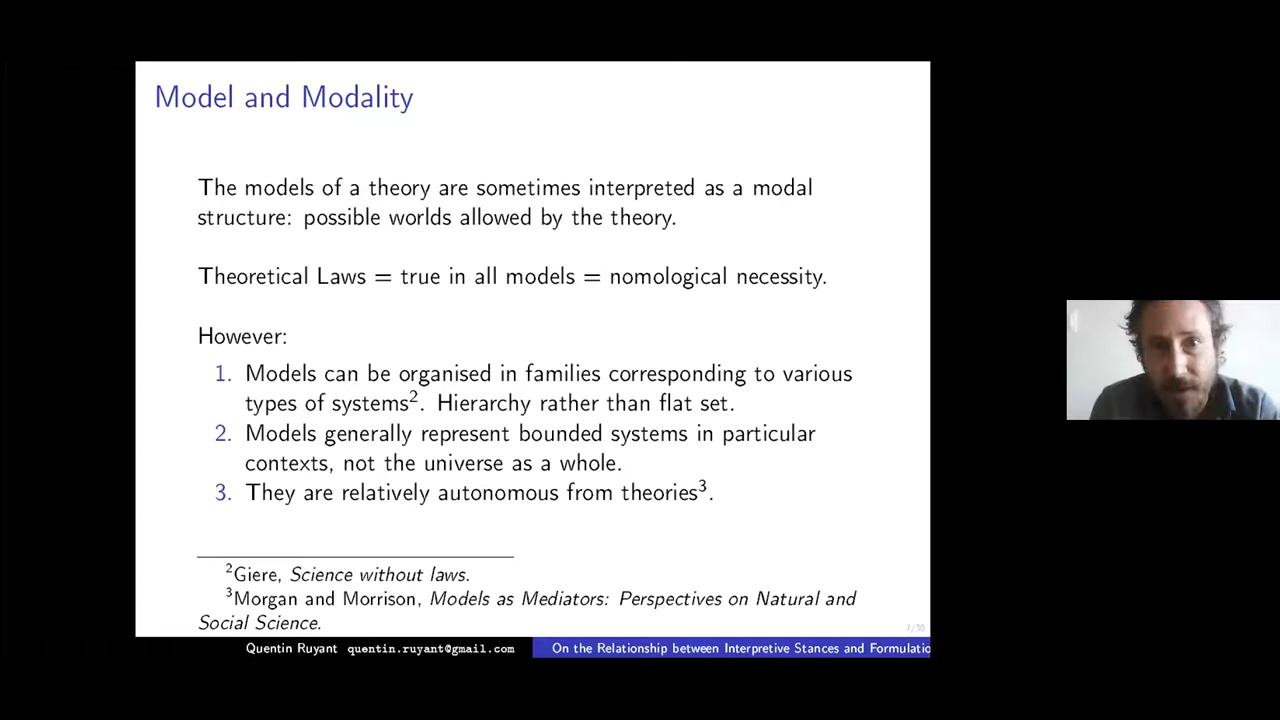 Model and Modality
The models of a theory are sometimes interpreted as a modal
structure: possible worlds allowed by the theory.
Theoretical Laws = true in all models = nomological necessity.
However:
1. Models can be organised in families corresponding to various
types of systems². Hierarchy rather than flat set.
2. Models generally represent bounded systems in particular
contexts, not the universe as a whole.
3. They are relatively autonomous from theories³.
²Giere, Science without laws.
³Morgan and Morrison, Models as Mediators: Perspectives on Natural and
Social Science.
7/30
Quentin Ruyant quentin.ruyant@gmail.com On the Relationship between Interpretive Stances and Formulatio